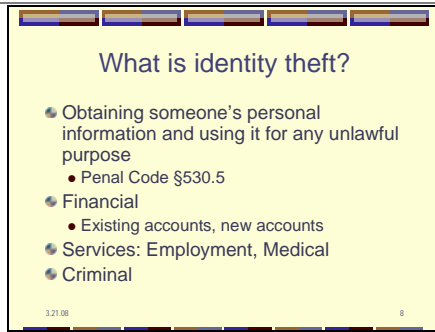 What is identity theft?
Obtaining someone's personal
information and using it for any unlawful
purpose
Penal Code §530.5
Financial
Existing accounts, new accounts
Services: Employment, Medical
Criminal
3.21.08
8